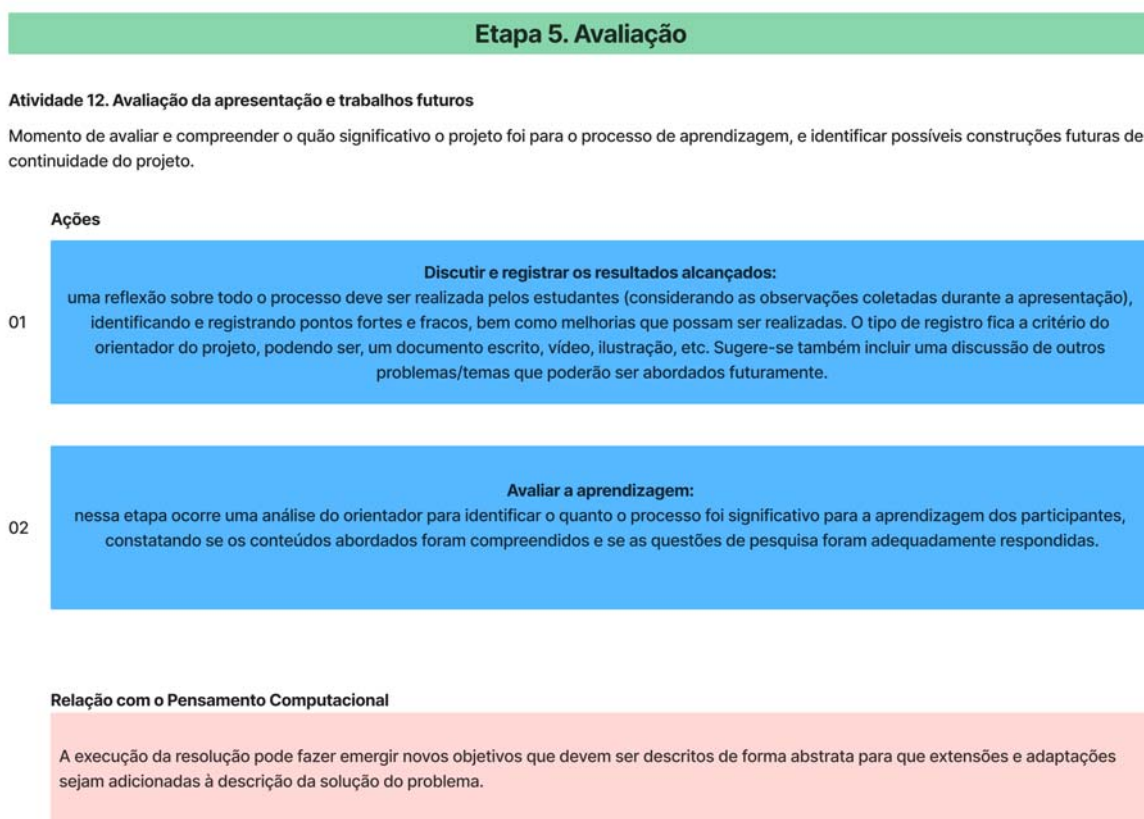 Etapa 5. Avaliação
Atividade 12. Avaliação da apresentação e trabalhos futuros
Momento de avaliar e compreender o quão significativo o projeto foi para o processo de aprendizagem, e identificar possíveis construções futuras de
continuidade do projeto.
Ações
01
Discutir e registrar os resultados alcançados:
uma reflexão sobre todo o processo deve ser realizada pelos estudantes (considerando as observações coletadas durante a apresentação),
identificando e registrando pontos fortes e fracos, bem como melhorias que possam ser realizadas. O tipo de registro fica a critério do
orientador do projeto, podendo ser, um documento escrito, vídeo, ilustração, etc. Sugere-se também incluir uma discussão de outros
problemas/temas que poderão ser abordados futuramente.
02
Avaliar a aprendizagem:
nessa etapa ocorre uma análise do orientador para identificar o quanto o processo foi significativo para a aprendizagem dos participantes,
constatando se os conteúdos abordados foram compreendidos e se as questões de pesquisa foram adequadamente respondidas.
Relação com o Pensamento Computacional
A execução da resolução pode fazer emergir novos objetivos que devem ser descritos de forma abstrata para que extensões e adaptações
sejam adicionadas à descrição da solução do problema.